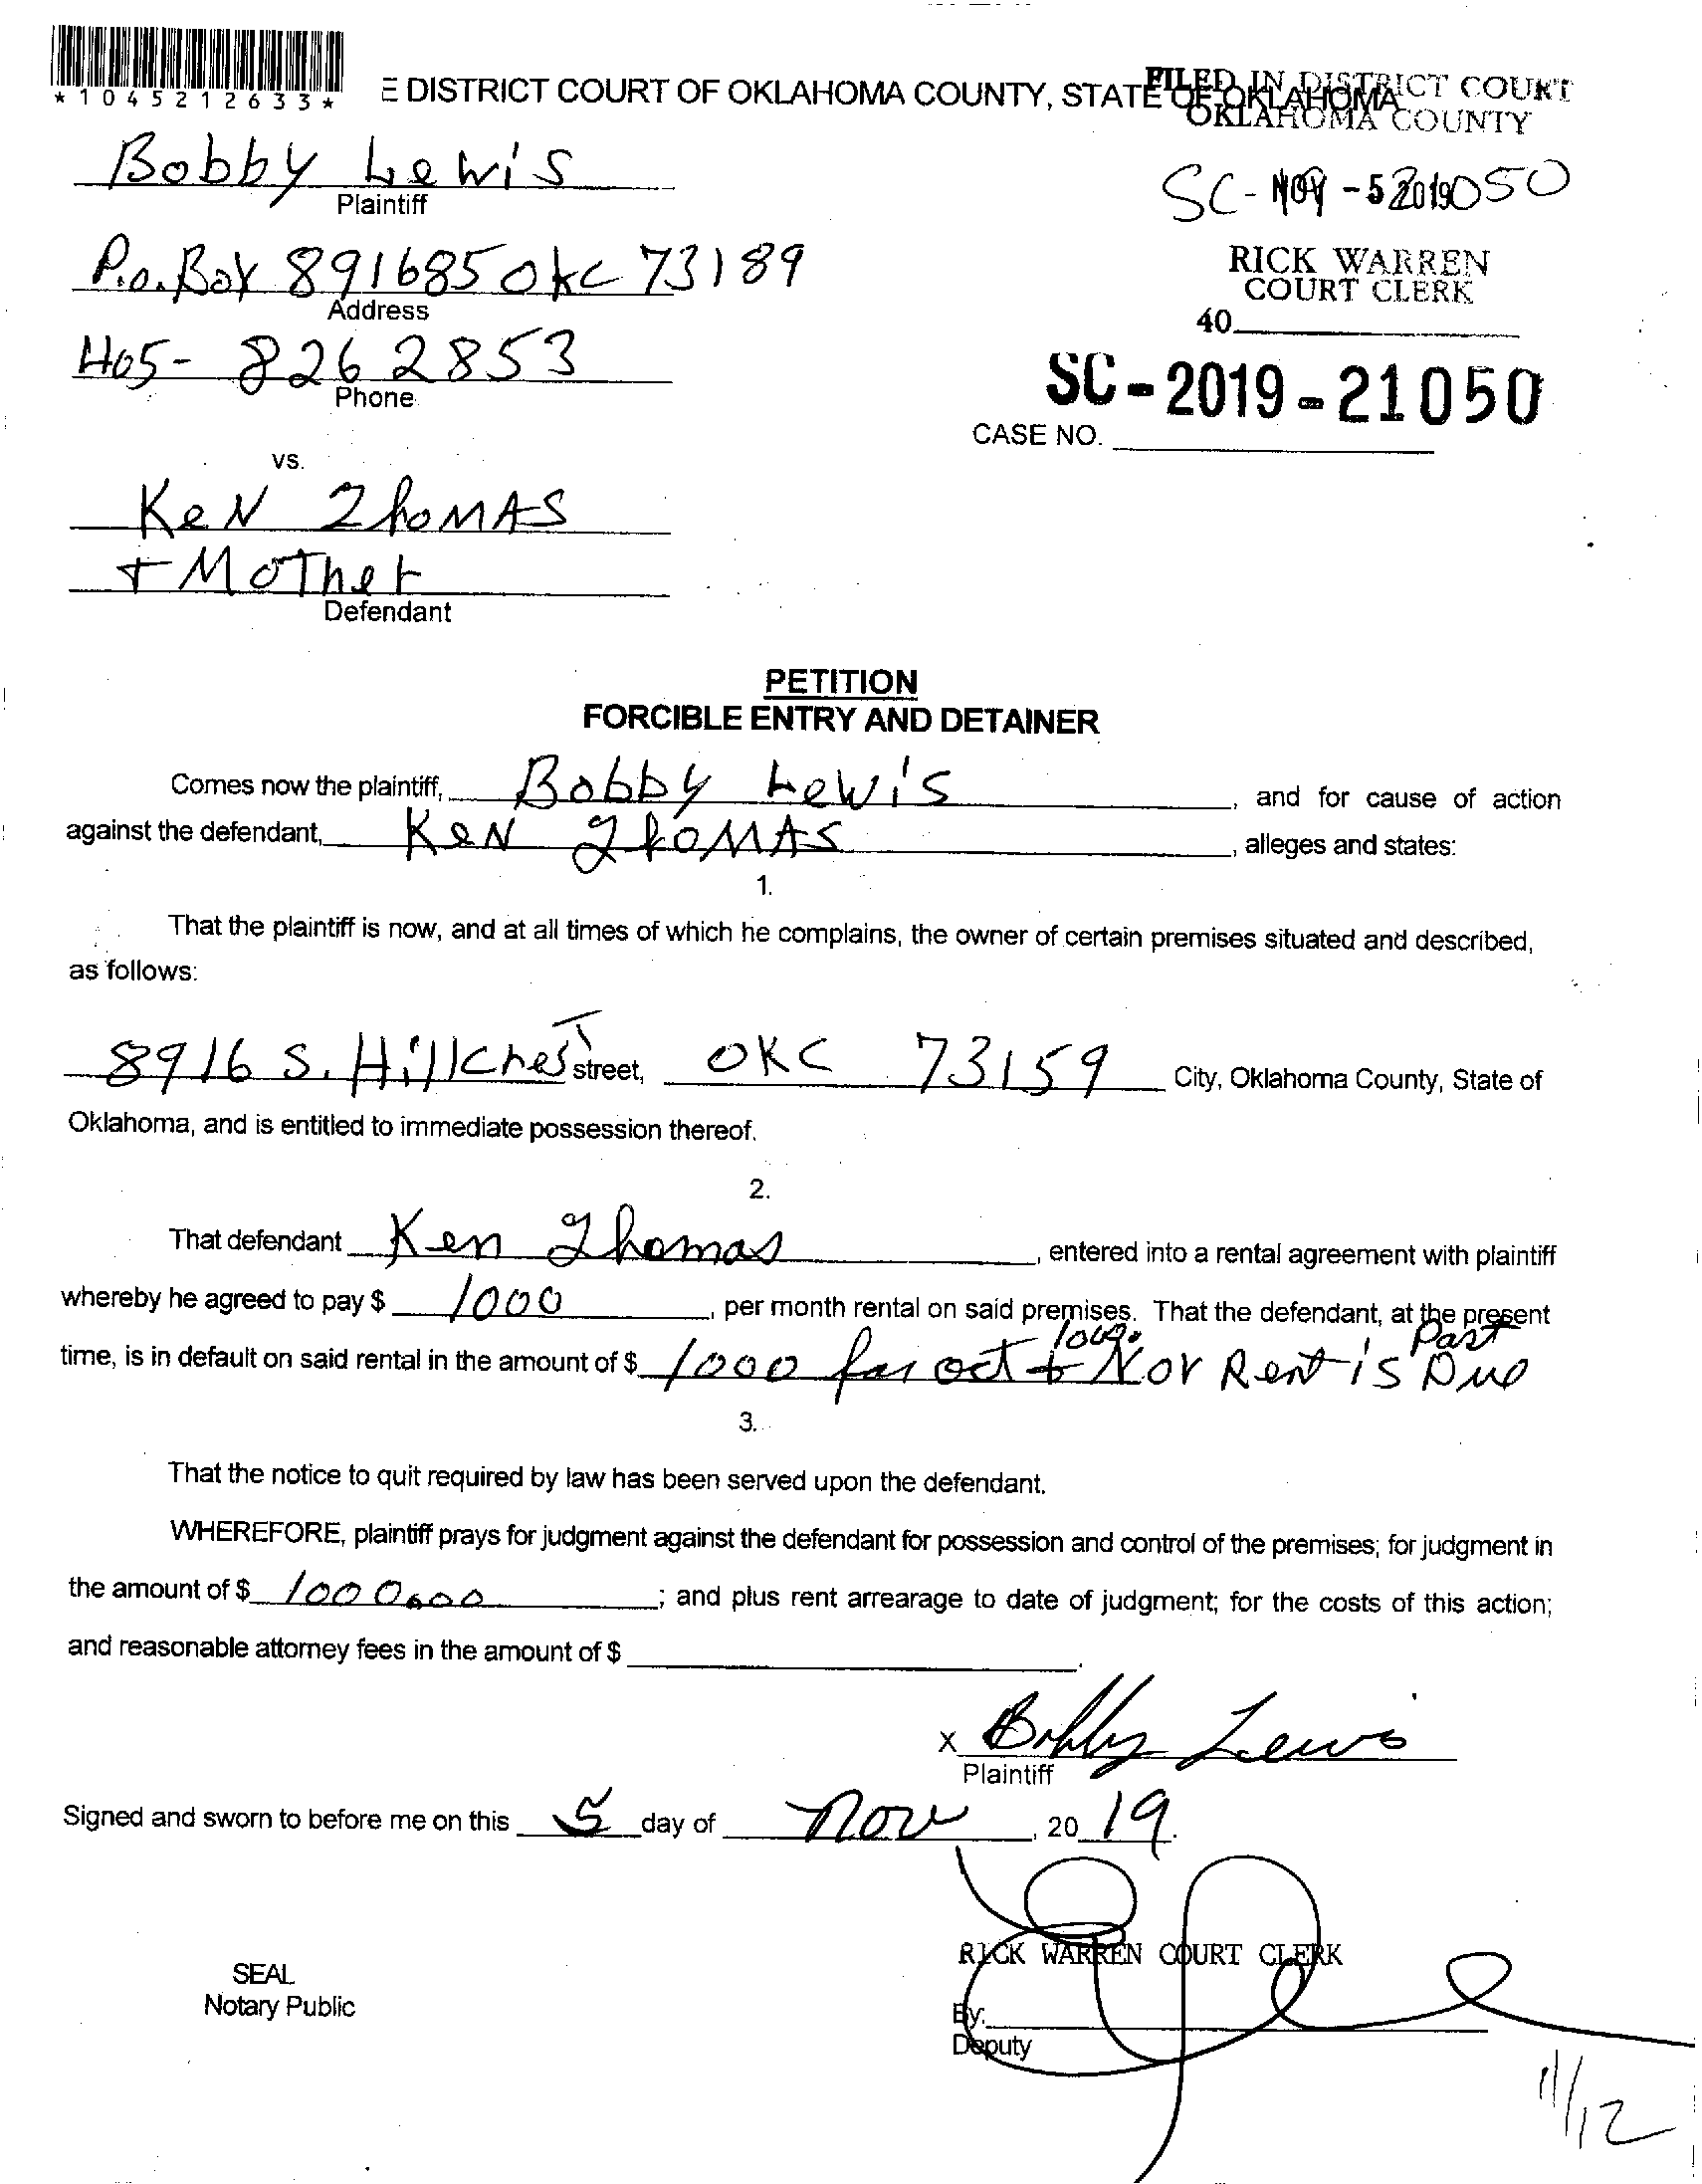 *1045212633*
E DISTRICT COURT OF OKLAHOMA COUNTY, STATE OF OKLAHOMA
FILED IN DISTRICT COURT
OKLAHOMA COUNTY
Bobby Lewis
Plaintiff
SC- NOV -5 2019 050
P.O. Box 891685 OKC 73189
Address
RICK WARREN
COURT CLERK
40
405- 826 2853
Phone
SC-2019-21050
CASE NO.
vs.
KeN ThoMAS
+ MoTher
Defendant
PETITION
FORCIBLE ENTRY AND DETAINER
Comes now the plaintiff, Bobby Lewis, and for cause of action
against the defendant, KeN ThoMAS, alleges and states:
1.
That the plaintiff is now, and at all times of which he complains, the owner of certain premises situated and described,
as follows:
8916 S. HillcresT street, OKC 73159 City, Oklahoma County, State of
Oklahoma, and is entitled to immediate possession thereof.
2.
That defendant Ken Thomas, entered into a rental agreement with plaintiff
whereby he agreed to pay $ 1000, per month rental on said premises. That the defendant, at the present
time, is in default on said rental in the amount of $ 1000 for oct + Nov Rent is Past Due
3.
That the notice to quit required by law has been served upon the defendant.
WHEREFORE, plaintiff prays for judgment against the defendant for possession and control of the premises; for judgment in
the amount of $ 1000.00; and plus rent arrearage to date of judgment; for the costs of this action;
and reasonable attorney fees in the amount of $
x Bobby Lewis
Plaintiff
Signed and sworn to before me on this 5 day of Nov, 20 19.
RICK WARREN COURT CLERK
SEAL
Notary Public
By:
Deputy
11/12